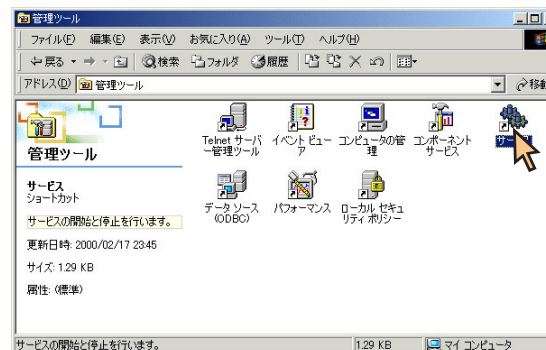 管理ツール
ファイル(F) 編集(E) 表示(V) お気に入り(A) ツール(T) ヘルプ(H)
戻る 検索 フォルダ 履歴
アドレス(D) 管理ツール 移動
管理ツール
サービス
ショートカット
サービスの開始と停止を行います。
更新日時: 2000/02/17 23:45
サイズ: 1.29 KB
属性: (標準)
Telnet サーバ
ー管理ツール
イベント ビュー
ア
コンピュータの管
理
コンポーネント
サービス
データ ソース
(ODBC)
パフォーマンス
ローカル セキュ
リティ ポリシー
サービスの開始と停止を行います。 1.29 KB マイ コンピュータ